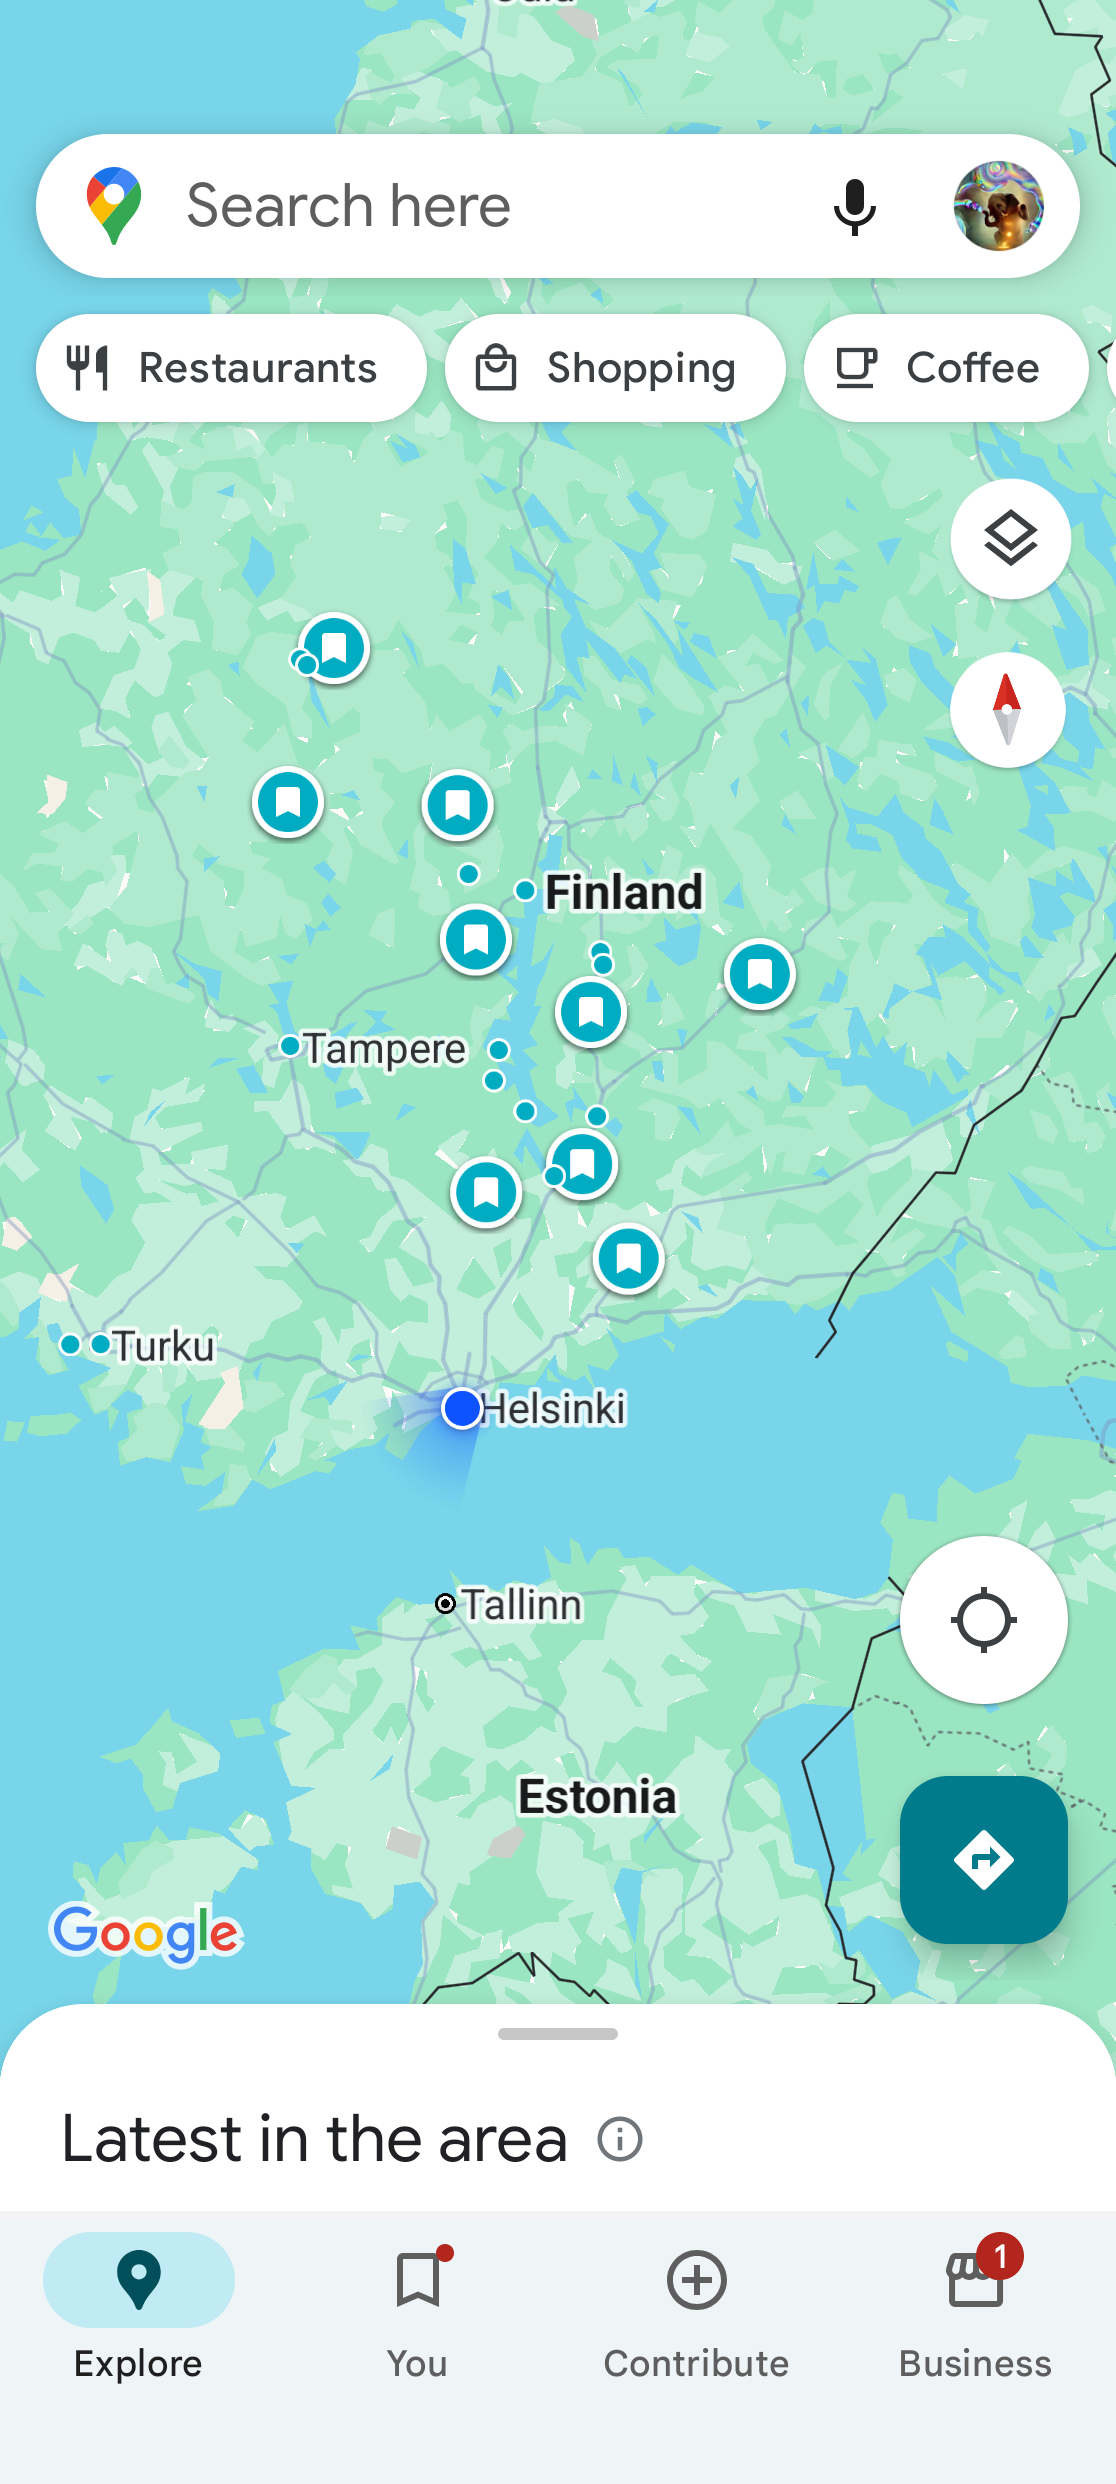 Search here
Restaurants
Shopping
Coffee
Finland
Tampere
Turku
Helsinki
Tallinn
Estonia
Google
Latest in the area
1
Explore
You
Contribute
Business